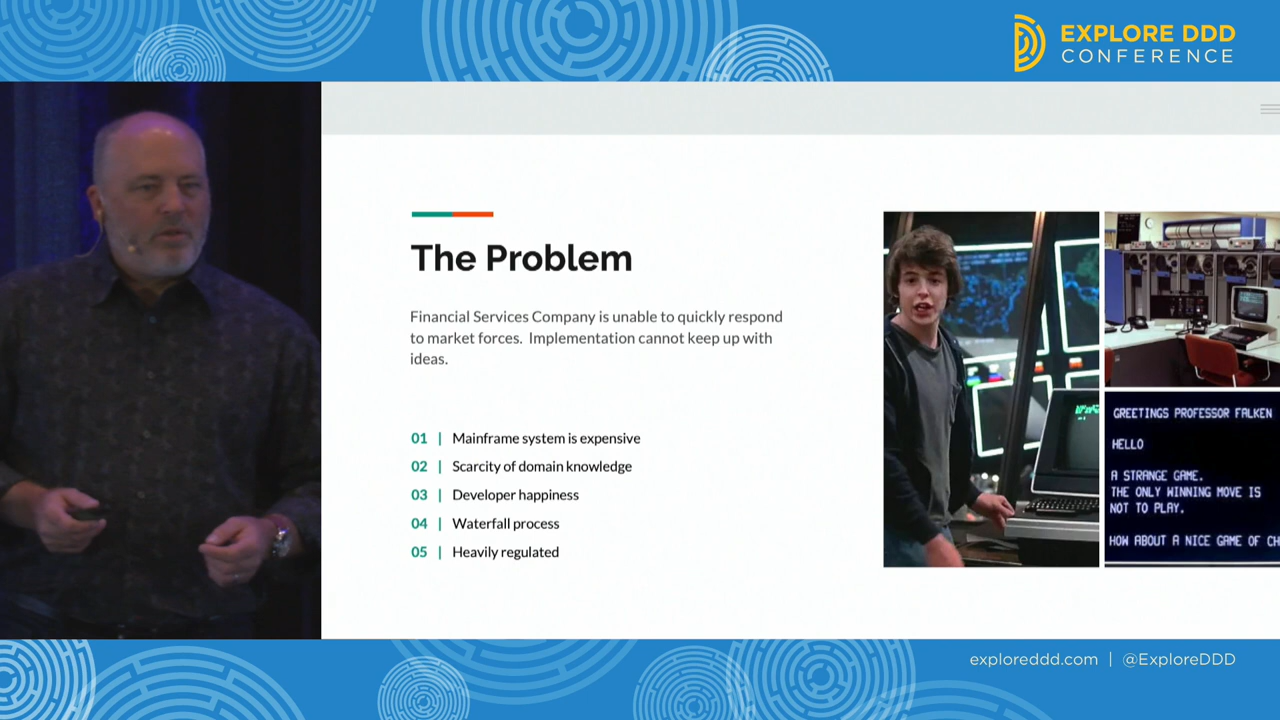 EXPLORE DDD
CONFERENCE
The Problem
Financial Services Company is unable to quickly respond
to market forces. Implementation cannot keep up with
ideas.
01 | Mainframe system is expensive
02 | Scarcity of domain knowledge
03 | Developer happiness
04 | Waterfall process
05 | Heavily regulated
GREETINGS PROFESSOR FALKEN
HELLO
A STRANGE GAME.
THE ONLY WINNING MOVE IS
NOT TO PLAY.
HOW ABOUT A NICE GAME OF CH
exploreddd.com | @ExploreDDD